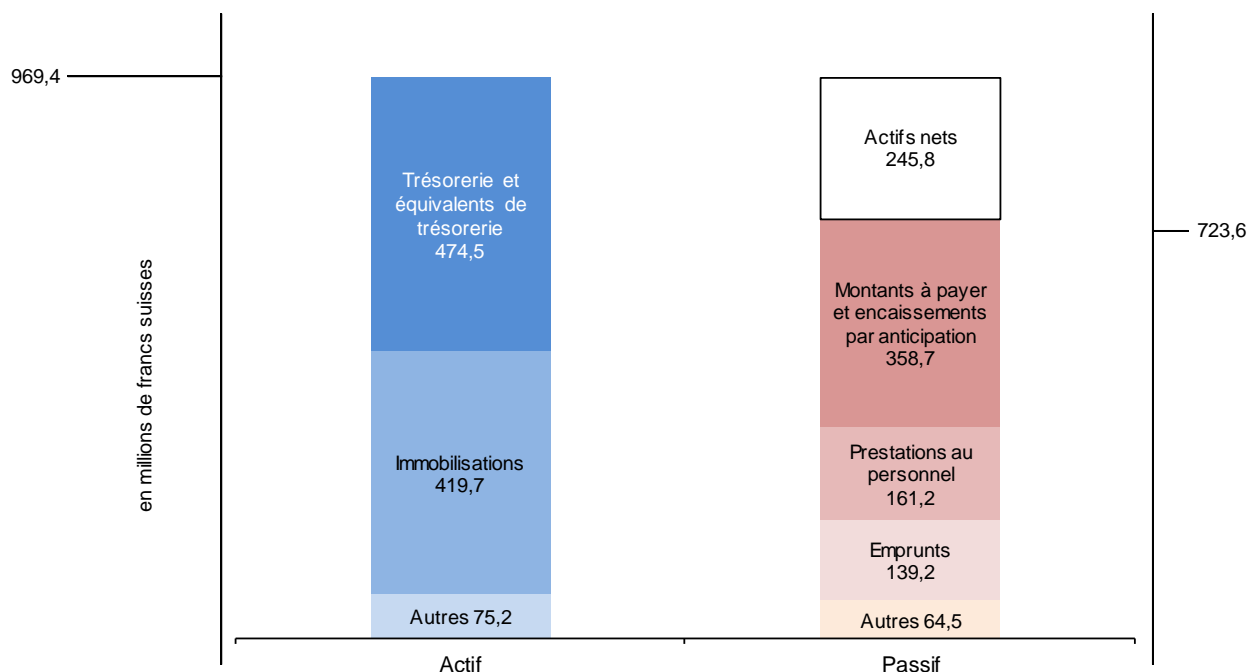 969,4
en millions de francs suisses
Trésorerie et
équivalents de
trésorerie
474,5
Immobilisations
419,7
Autres 75,2
Actif
Actifs nets
245,8
Montants à payer
et encaissements
par anticipation
358,7
Prestations au
personnel
161,2
Emprunts
139,2
Autres 64,5
Passif
723,6